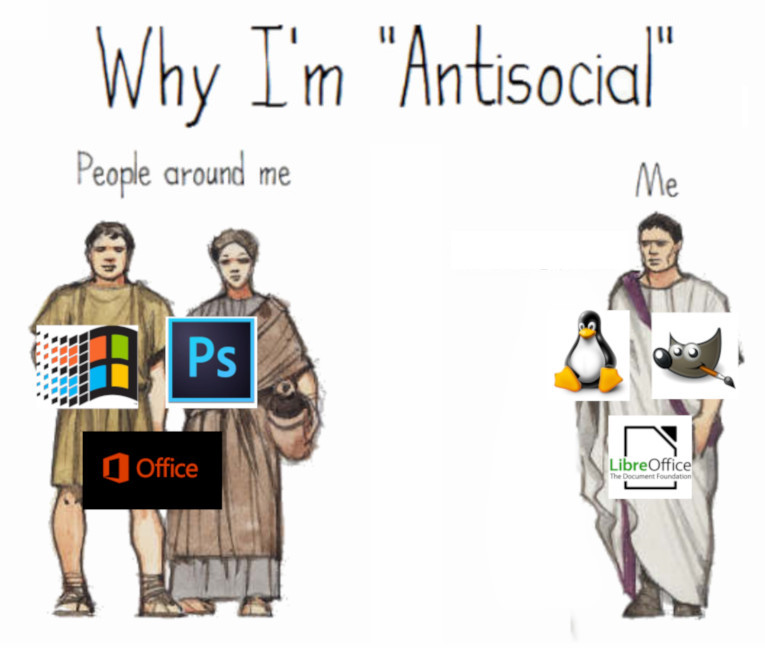 Why I'm "Antisocial"
People around me
Me
Ps
Office
LibreOffice
The Document Foundation